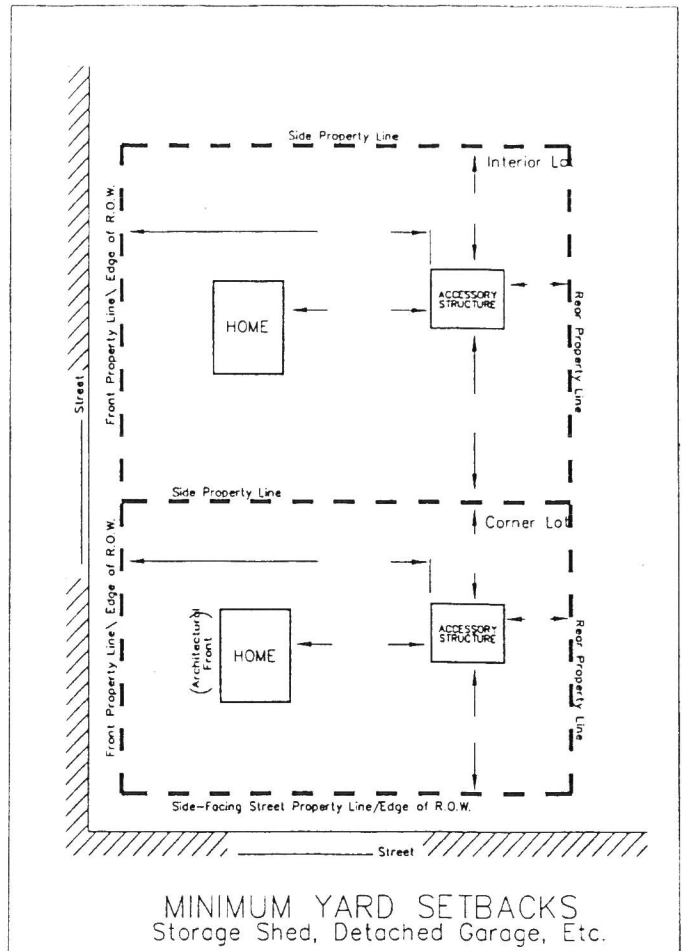 Side Property Line
Interior Lot
Front Property Line\ Edge of R.O.W.
HOME
ACCESSORY
STRUCTURE
Rear Property Line
Street
Side Property Line
Corner Lot
Front Property Line\ Edge of R.O.W.
(Architectural
Front)
HOME
ACCESSORY
STRUCTURE
Rear Property Line
Side-Facing Street Property Line/Edge of R.O.W.
Street
MINIMUM YARD SETBACKS
Storage Shed, Detached Garage, Etc.